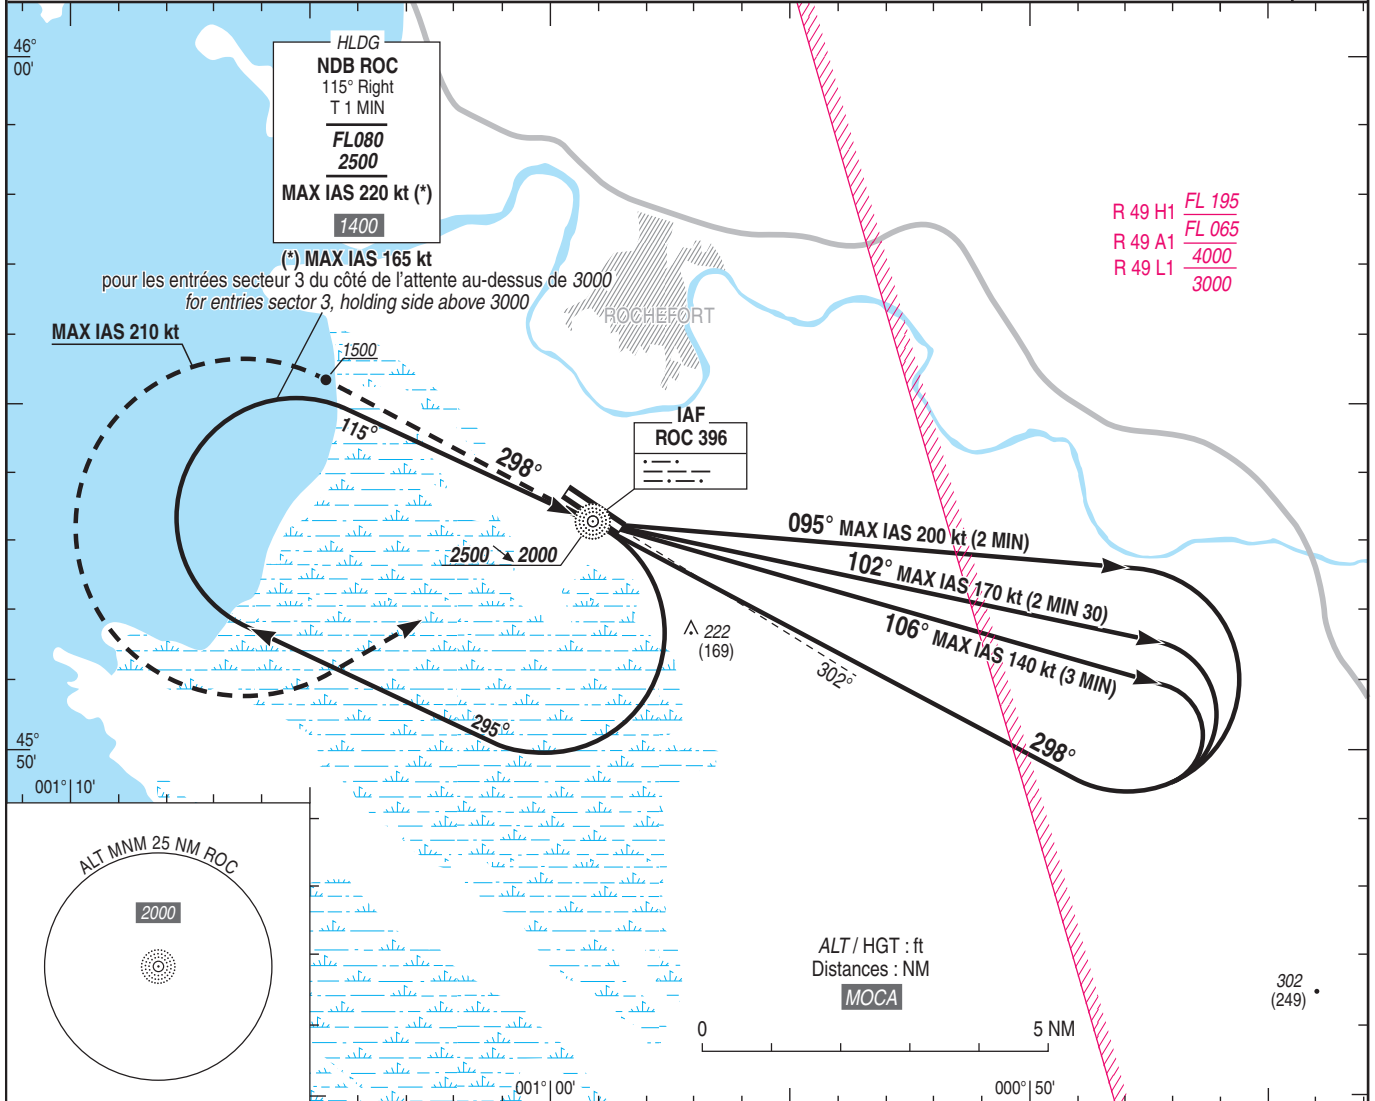 46°
00'
HLDG
NDB ROC
115° Right
T 1 MIN
FL080
2500
MAX IAS 220 kt (*)
1400
(*) MAX IAS 165 kt
pour les entrées secteur 3 du côté de l'attente au-dessus de 3000
for entries sector 3, holding side above 3000
R 49 H1 FL 195
R 49 A1 FL 065
4000
R 49 L1
3000
ROCHEFORT
MAX IAS 210 kt
1500
115°
298°
IAF
ROC 396
2500 2000
095° MAX IAS 200 kt (2 MIN)
102° MAX IAS 170 kt (2 MIN 30)
106° MAX IAS 140 kt (3 MIN)
222
(169)
302°
298°
295°
45°
50'
001° 10'
ALT MNM 25 NM ROC
2000
ALT / HGT : ft
Distances : NM
MOCA
302
(249)
0 5 NM
001° 00'
000° 50'